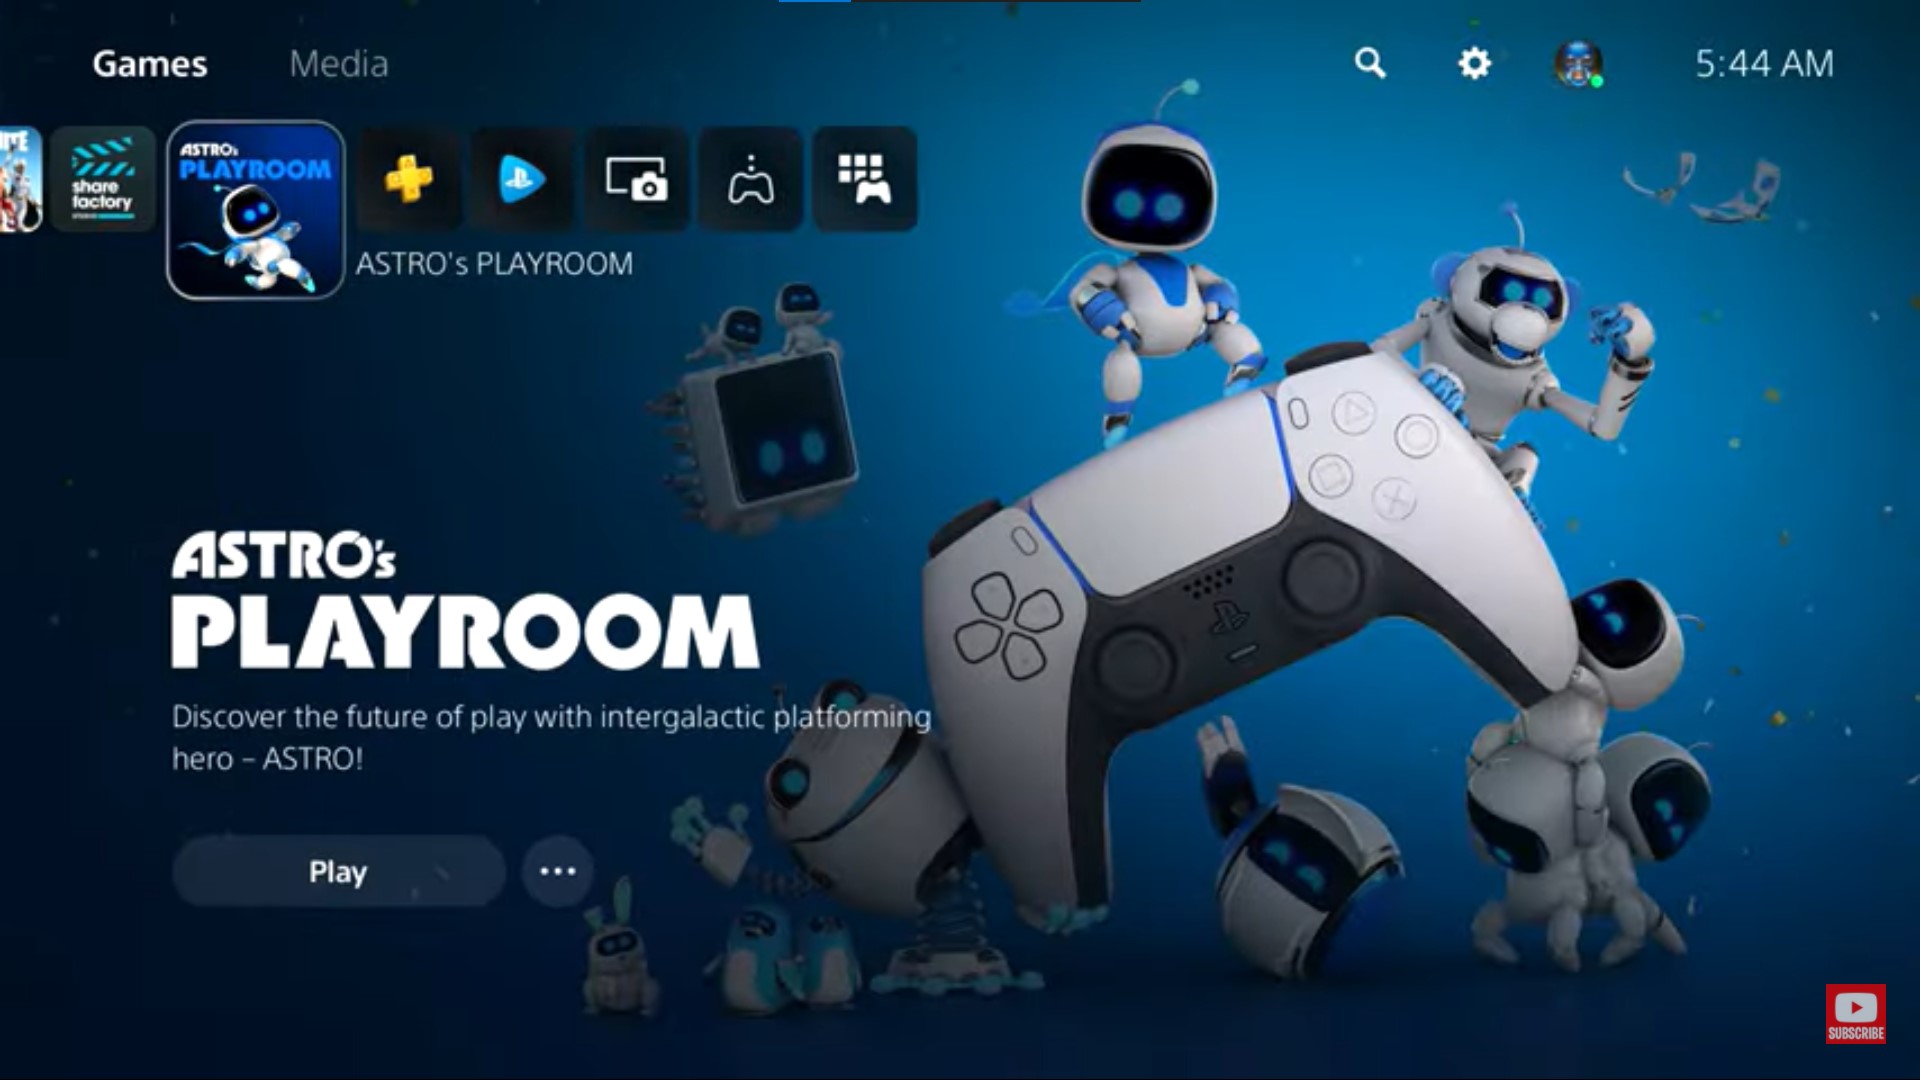 Games
Media
5:44 AM
share
factory
ASTRO's
PLAYROOM
ASTRO's PLAYROOM
ASTRO's
PLAYROOM
Discover the future of play with intergalactic platforming
hero – ASTRO!
Play
SUBSCRIBE